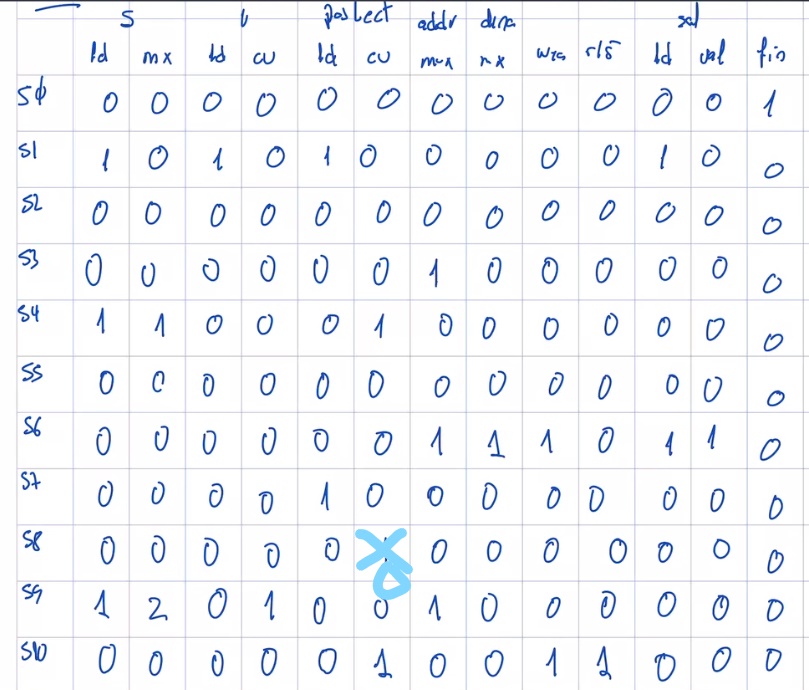 S sal
ld mx ld cu ld cu mux mx r/s ld val fin
Sϕ 0 0 0 0 0 0 0 0 0 0 0 0 1
S1 1 0 1 0 1 0 0 0 0 0 1 0 0
S2 0 0 0 0 0 0 0 0 0 0 0 0 0
S3 0 0 0 0 0 0 1 0 0 0 0 0 0
S4 1 1 0 0 0 1 0 0 0 0 0 0 0
S5 0 0 0 0 0 0 0 0 0 0 0 0 0
S6 0 0 0 0 0 0 1 1 1 0 1 1 0
S7 0 0 0 0 1 0 0 0 0 0 0 0 0
S8 0 0 0 0 0 0 0 0 0 0 0 0 0
S9 1 2 0 1 0 0 1 0 0 0 0 0 0
S10 0 0 0 0 0 1 0 0 1 1 0 0 0